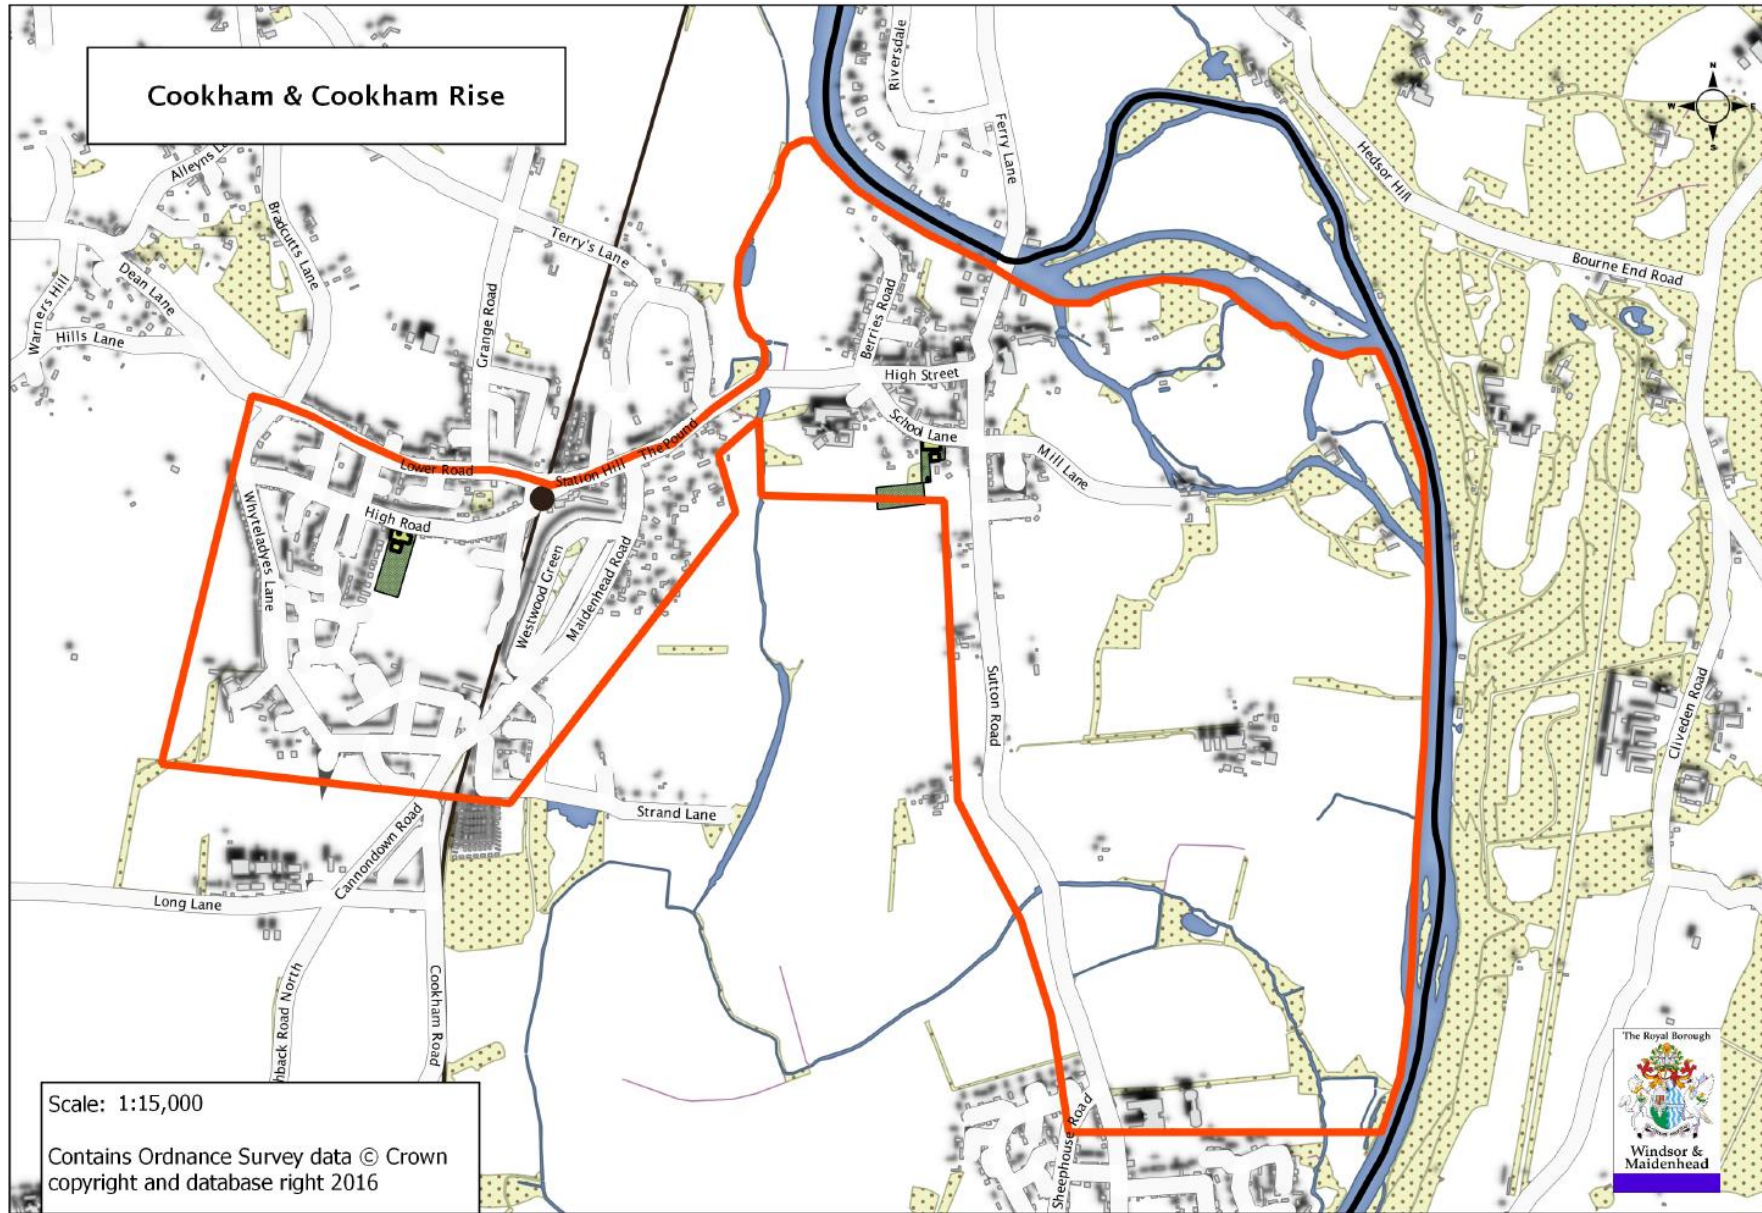 Cookham & Cookham Rise
Riversdale
Ferry Lane
Hedsor Hill
N
W
E
S
Bradcutts Lane
Terry's Lane
Bourne End Road
Dean Lane
Warners Hill
Hills Lane
Grange Road
Berries Road
High Street
School Lane
Mill Lane
Lower Road
Station Hill
The Pound
High Road
Whyteladyes Lane
Westwood Green
Maidenhead Road
Sutton Road
Cliveden Road
Strand Lane
Cannondown Road
Long Lane
Cookham Road
hback Road North
Sheephouse Road
Scale: 1:15,000
Contains Ordnance Survey data © Crown
copyright and database right 2016
The Royal Borough
Windsor &
Maidenhead